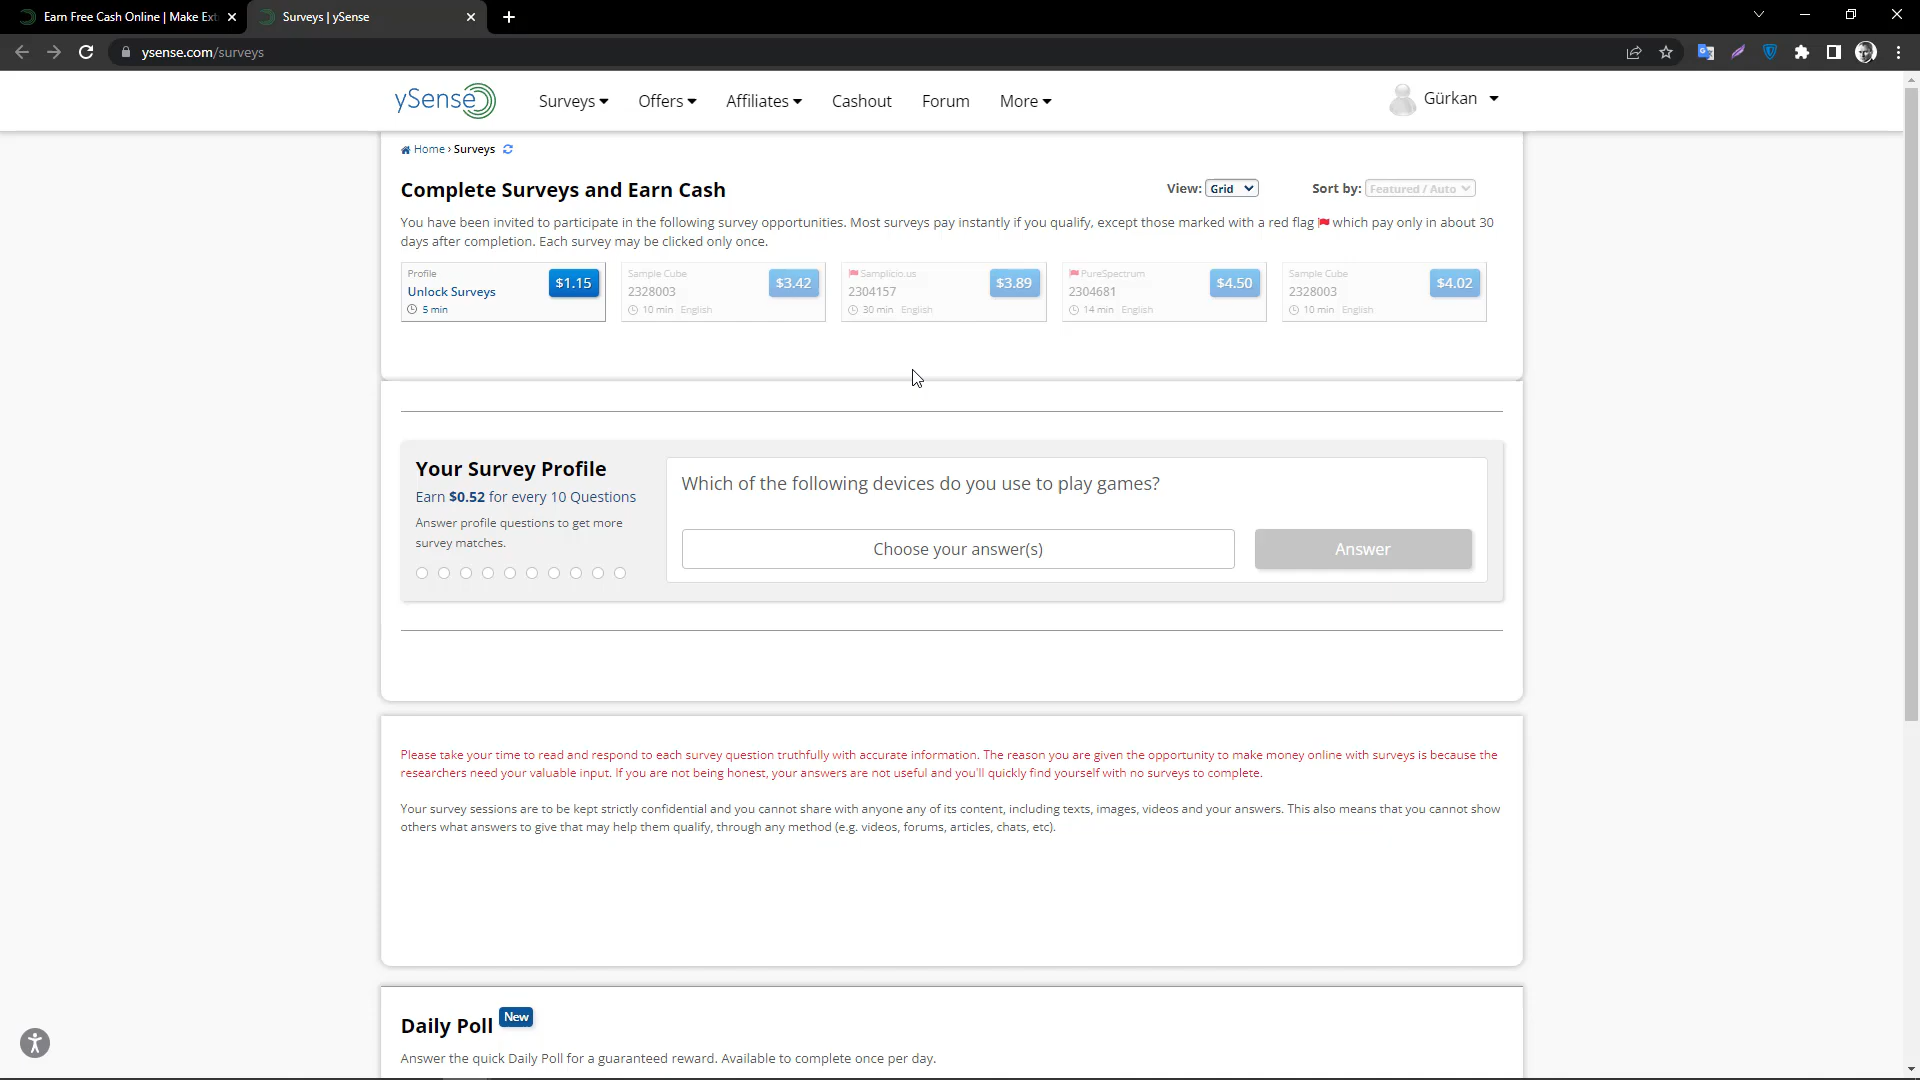 Earn Free Cash Online | Make Ext
Surveys | ySense
ysense.com/surveys
ySense
Surveys
Offers
Affiliates
Cashout
Forum
More
Gürkan
Home › Surveys
Complete Surveys and Earn Cash
View: Grid
Sort by: Featured / Auto
You have been invited to participate in the following survey opportunities. Most surveys pay instantly if you qualify, except those marked with a red flag which pay only in about 30
days after completion. Each survey may be clicked only once.
Profile
Unlock Surveys
5 min
$1.15
Sample Cube
2328003
10 min English
$3.42
Samplicio.us
2304157
30 min English
$3.89
PureSpectrum
2304681
14 min English
$4.50
Sample Cube
2328003
10 min English
$4.02
Your Survey Profile
Earn $0.52 for every 10 Questions
Answer profile questions to get more
survey matches.
Which of the following devices do you use to play games?
Choose your answer(s)
Answer
Please take your time to read and respond to each survey question truthfully with accurate information. The reason you are given the opportunity to make money online with surveys is because the
researchers need your valuable input. If you are not being honest, your answers are not useful and you'll quickly find yourself with no surveys to complete.
Your survey sessions are to be kept strictly confidential and you cannot share with anyone any of its content, including texts, images, videos and your answers. This also means that you cannot show
others what answers to give that may help them qualify, through any method (e.g. videos, forums, articles, chats, etc).
Daily Poll New
Answer the quick Daily Poll for a guaranteed reward. Available to complete once per day.